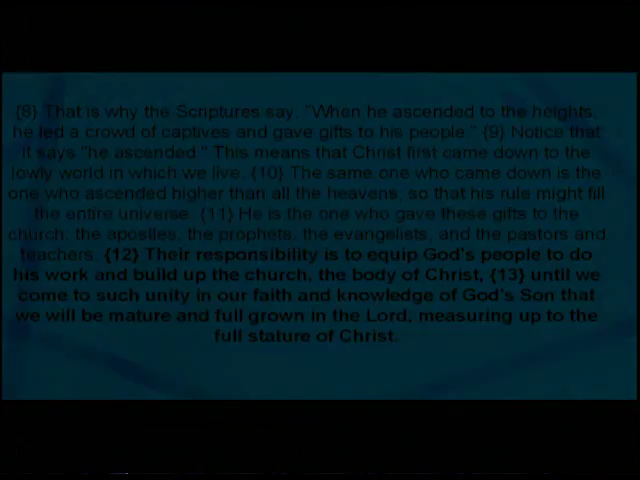 {8} That is why the Scriptures say, "When he ascended to the heights,
he led a crowd of captives and gave gifts to his people." {9} Notice that
it says "he ascended." This means that Christ first came down to the
lowly world in which we live. {10} The same one who came down is the
one who ascended higher than all the heavens, so that his rule might fill
the entire universe. {11} He is the one who gave these gifts to the
church: the apostles, the prophets, the evangelists, and the pastors and
teachers. {12} Their responsibility is to equip God's people to do
his work and build up the church, the body of Christ, {13} until we
come to such unity in our faith and knowledge of God's Son that
we will be mature and full grown in the Lord, measuring up to the
full stature of Christ.